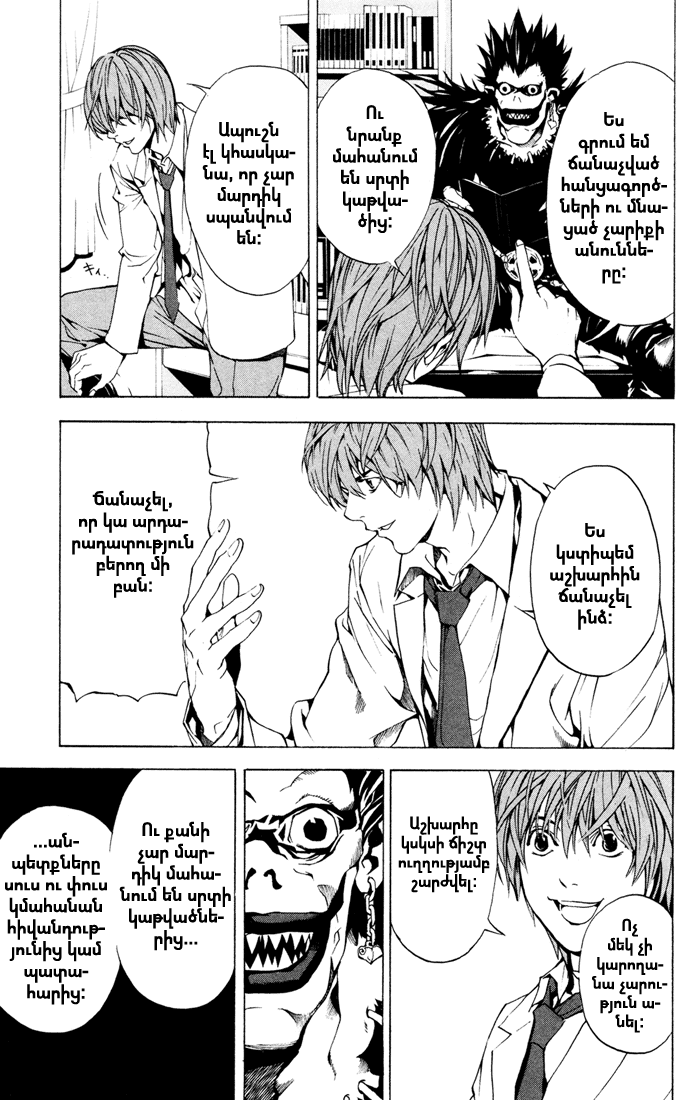 Ես
գրում եմ
ճանաչված
հանցագործ-
ների ու մնա-
ցած չարիքի
անուննե-
րը:
Ու
նրանք
մահանում
են սրտի
կաթվա-
ծից:
Ապուշն
էլ կհասկա-
նա, որ չար
մարդիկ
սպանվում
են:
Ես
կստիպեմ
աշխարհին
ճանաչել
ինձ:
Ճանաչել,
որ կա արդա-
րադատություն
բերող մի
բան:
Աշխարհը
կսկսի ճիշտ
ուղղությամբ
շարժվել:
Ոչ
մեկ չի
կարողա-
նա չարու-
թյուն ա-
նել:
Ու քանի
չար մար-
դիկ մահա-
նում են սրտի
կաթվածնե-
րից...
...ան-
պետքները
սուս ու փուս
կմահանան
հիվանդութ-
յունից կամ
պատա-
հարից: